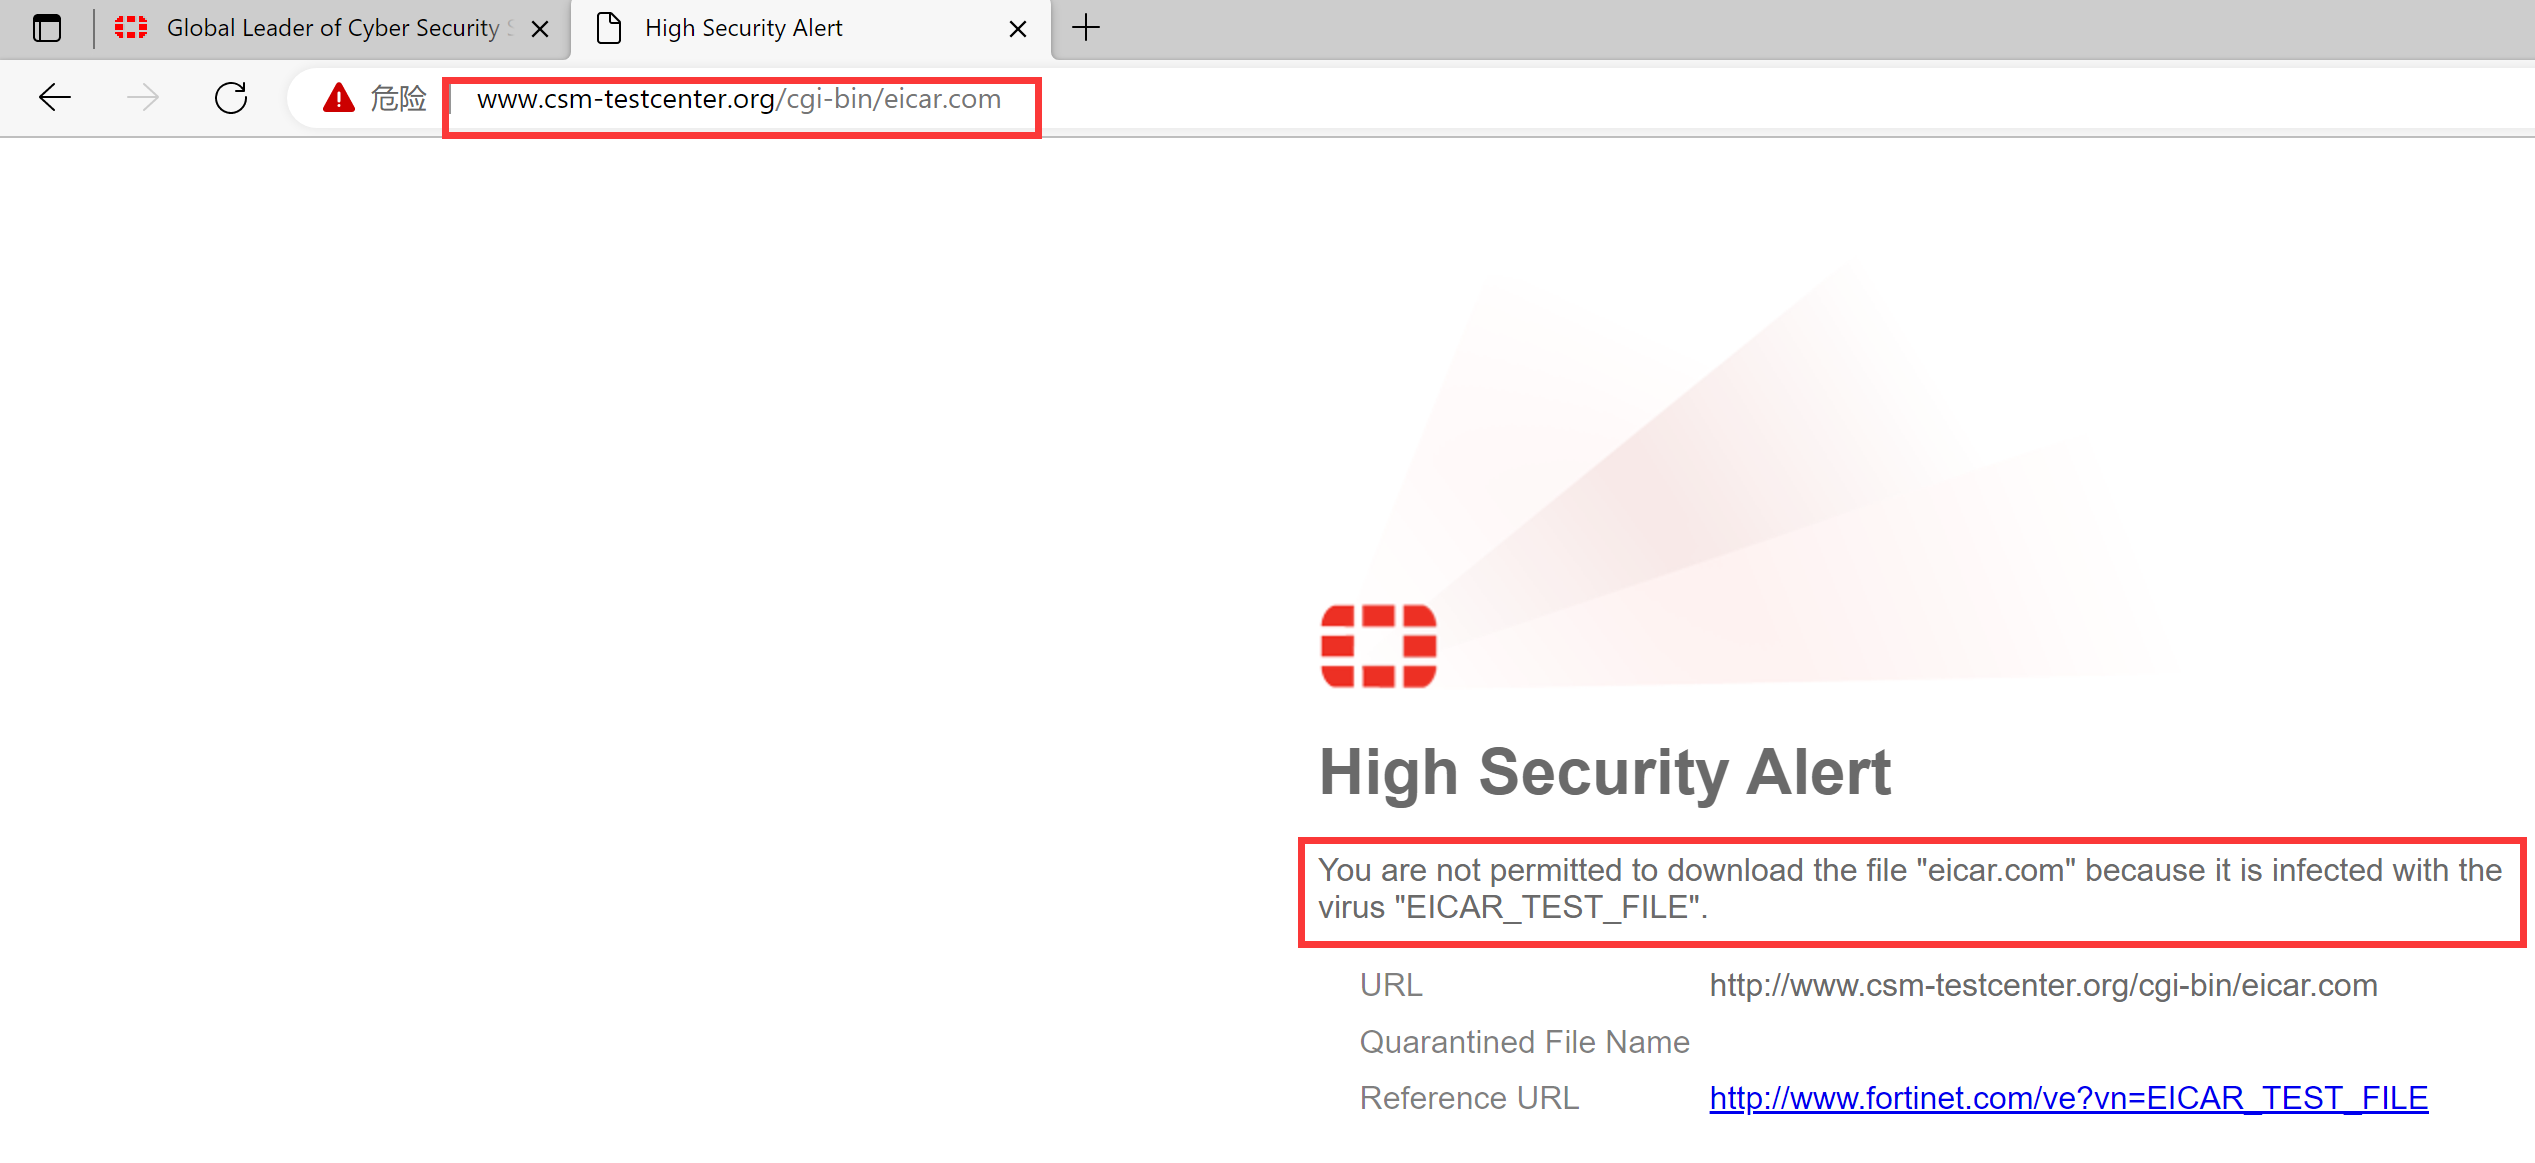 Global Leader of Cyber Security
High Security Alert
危险
www.csm-testcenter.org/cgi-bin/eicar.com
High Security Alert
You are not permitted to download the file "eicar.com" because it is infected with the
virus "EICAR_TEST_FILE".
URL http://www.csm-testcenter.org/cgi-bin/eicar.com
Quarantined File Name
Reference URL http://www.fortinet.com/ve?vn=EICAR_TEST_FILE